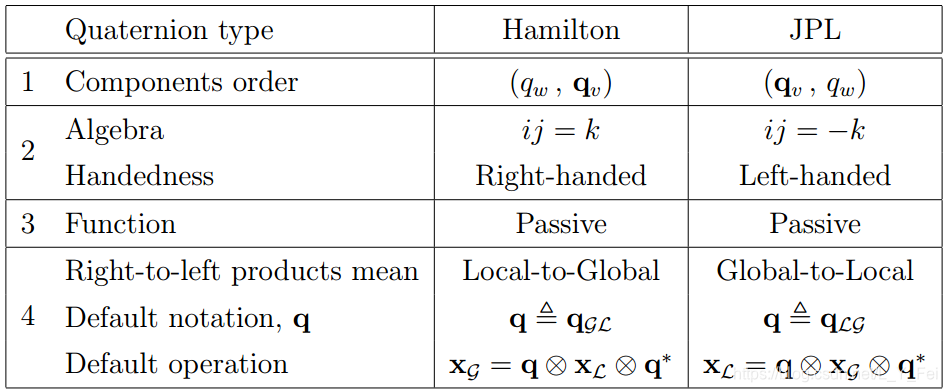 Quaternion type Hamilton JPL
1 Components order (q_w , 𝐪_v) (𝐪_v , q_w)
2 Algebra ij = k ij = −k
Handedness Right-handed Left-handed
3 Function Passive Passive
4 Right-to-left products mean Local-to-Global Global-to-Local
Default notation, 𝐪 𝐪 ≜ 𝐪_𝒢ℒ 𝐪 ≜ 𝐪_ℒ𝒢
Default operation 𝐱_𝒢 = 𝐪 ⊗ 𝐱_ℒ ⊗ 𝐪* 𝐱_ℒ = 𝐪 ⊗ 𝐱_𝒢 ⊗ 𝐪*